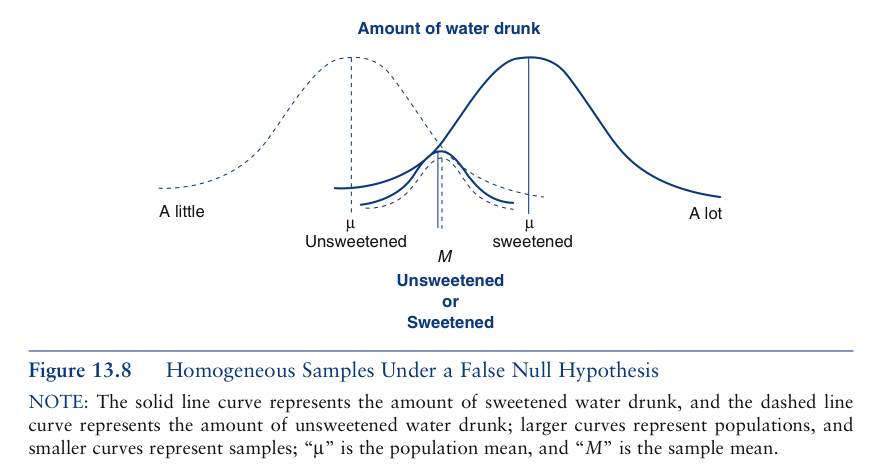 Amount of water drunk
A little
A lot
μ
Unsweetened
μ
sweetened
M
Unsweetened
or
Sweetened
Figure 13.8 Homogeneous Samples Under a False Null Hypothesis
NOTE: The solid line curve represents the amount of sweetened water drunk, and the dashed line
curve represents the amount of unsweetened water drunk; larger curves represent populations, and
smaller curves represent samples; “μ” is the population mean, and “M” is the sample mean.